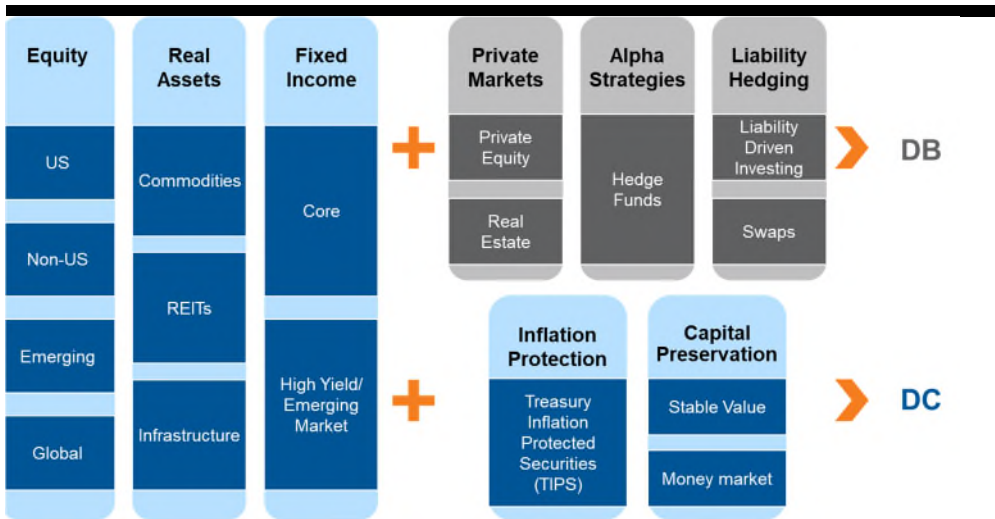 Equity
US
Non-US
Emerging
Global
Real
Assets
Commodities
REITs
Infrastructure
Fixed
Income
Core
High Yield/
Emerging
Market
Private
Markets
Private
Equity
Real
Estate
Alpha
Strategies
Hedge
Funds
Liability
Hedging
Liability
Driven
Investing
Swaps
DB
Inflation
Protection
Treasury
Inflation
Protected
Securities
(TIPS)
Capital
Preservation
Stable Value
Money market
DC